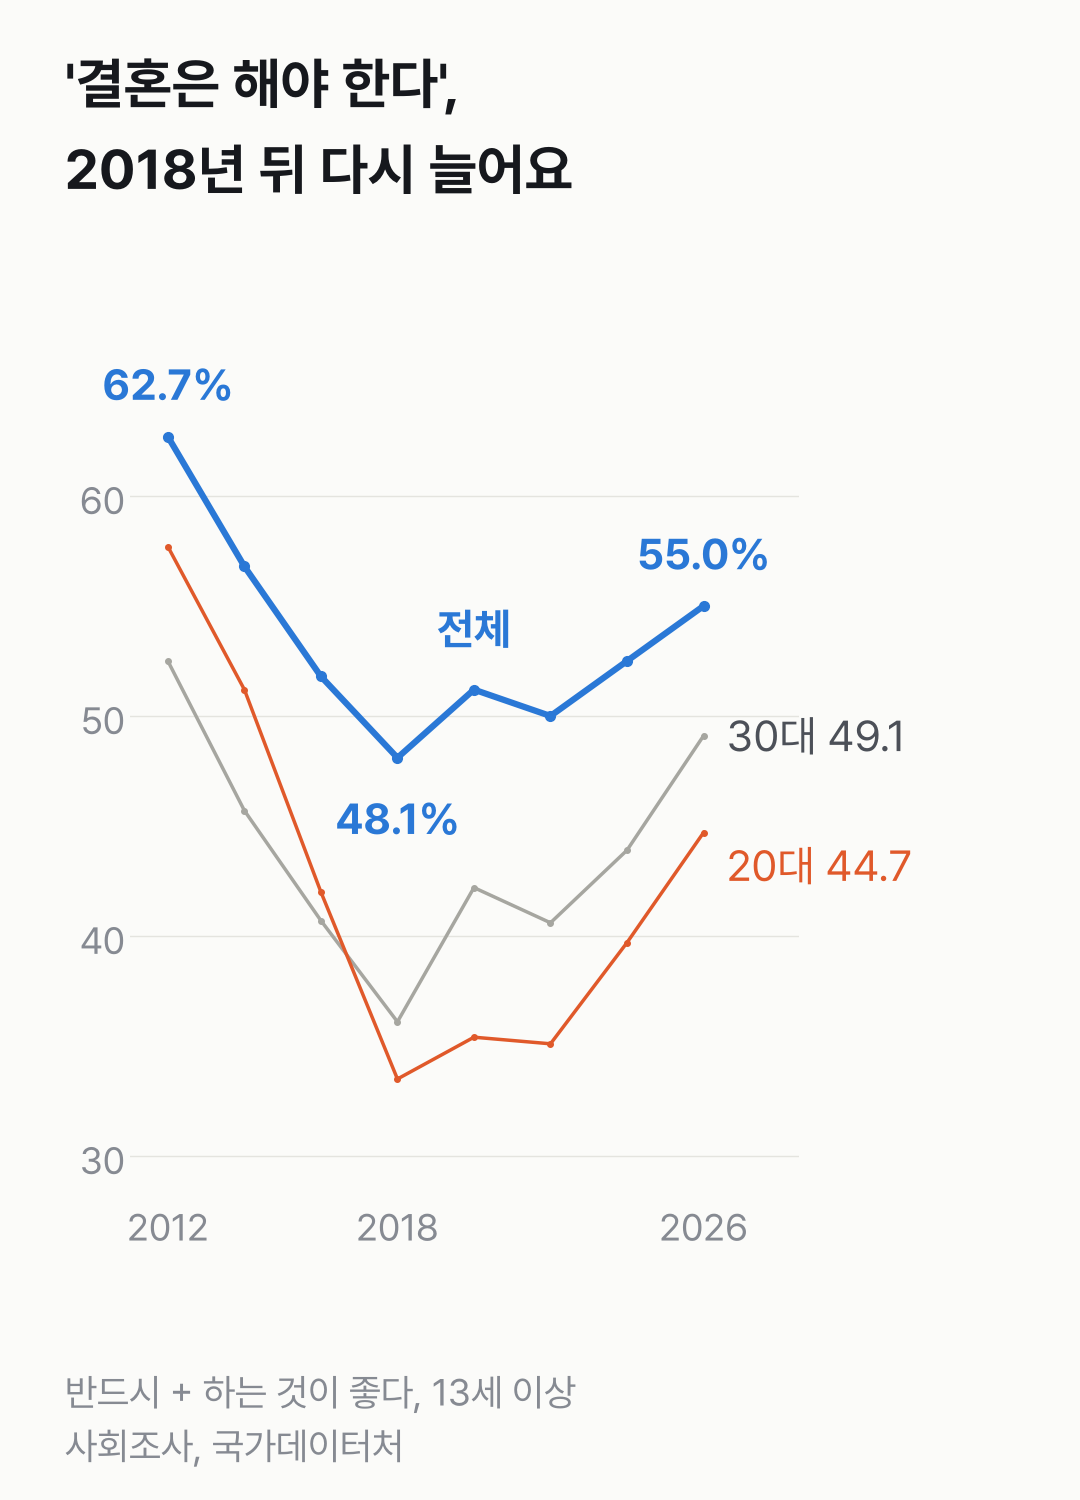 '결혼은 해야 한다',
2018년 뒤 다시 늘어요
62.7%
60
55.0%
전체
50
30대 49.1
48.1%
20대 44.7
40
30
2012 2018 2026
반드시 + 하는 것이 좋다, 13세 이상
사회조사, 국가데이터처